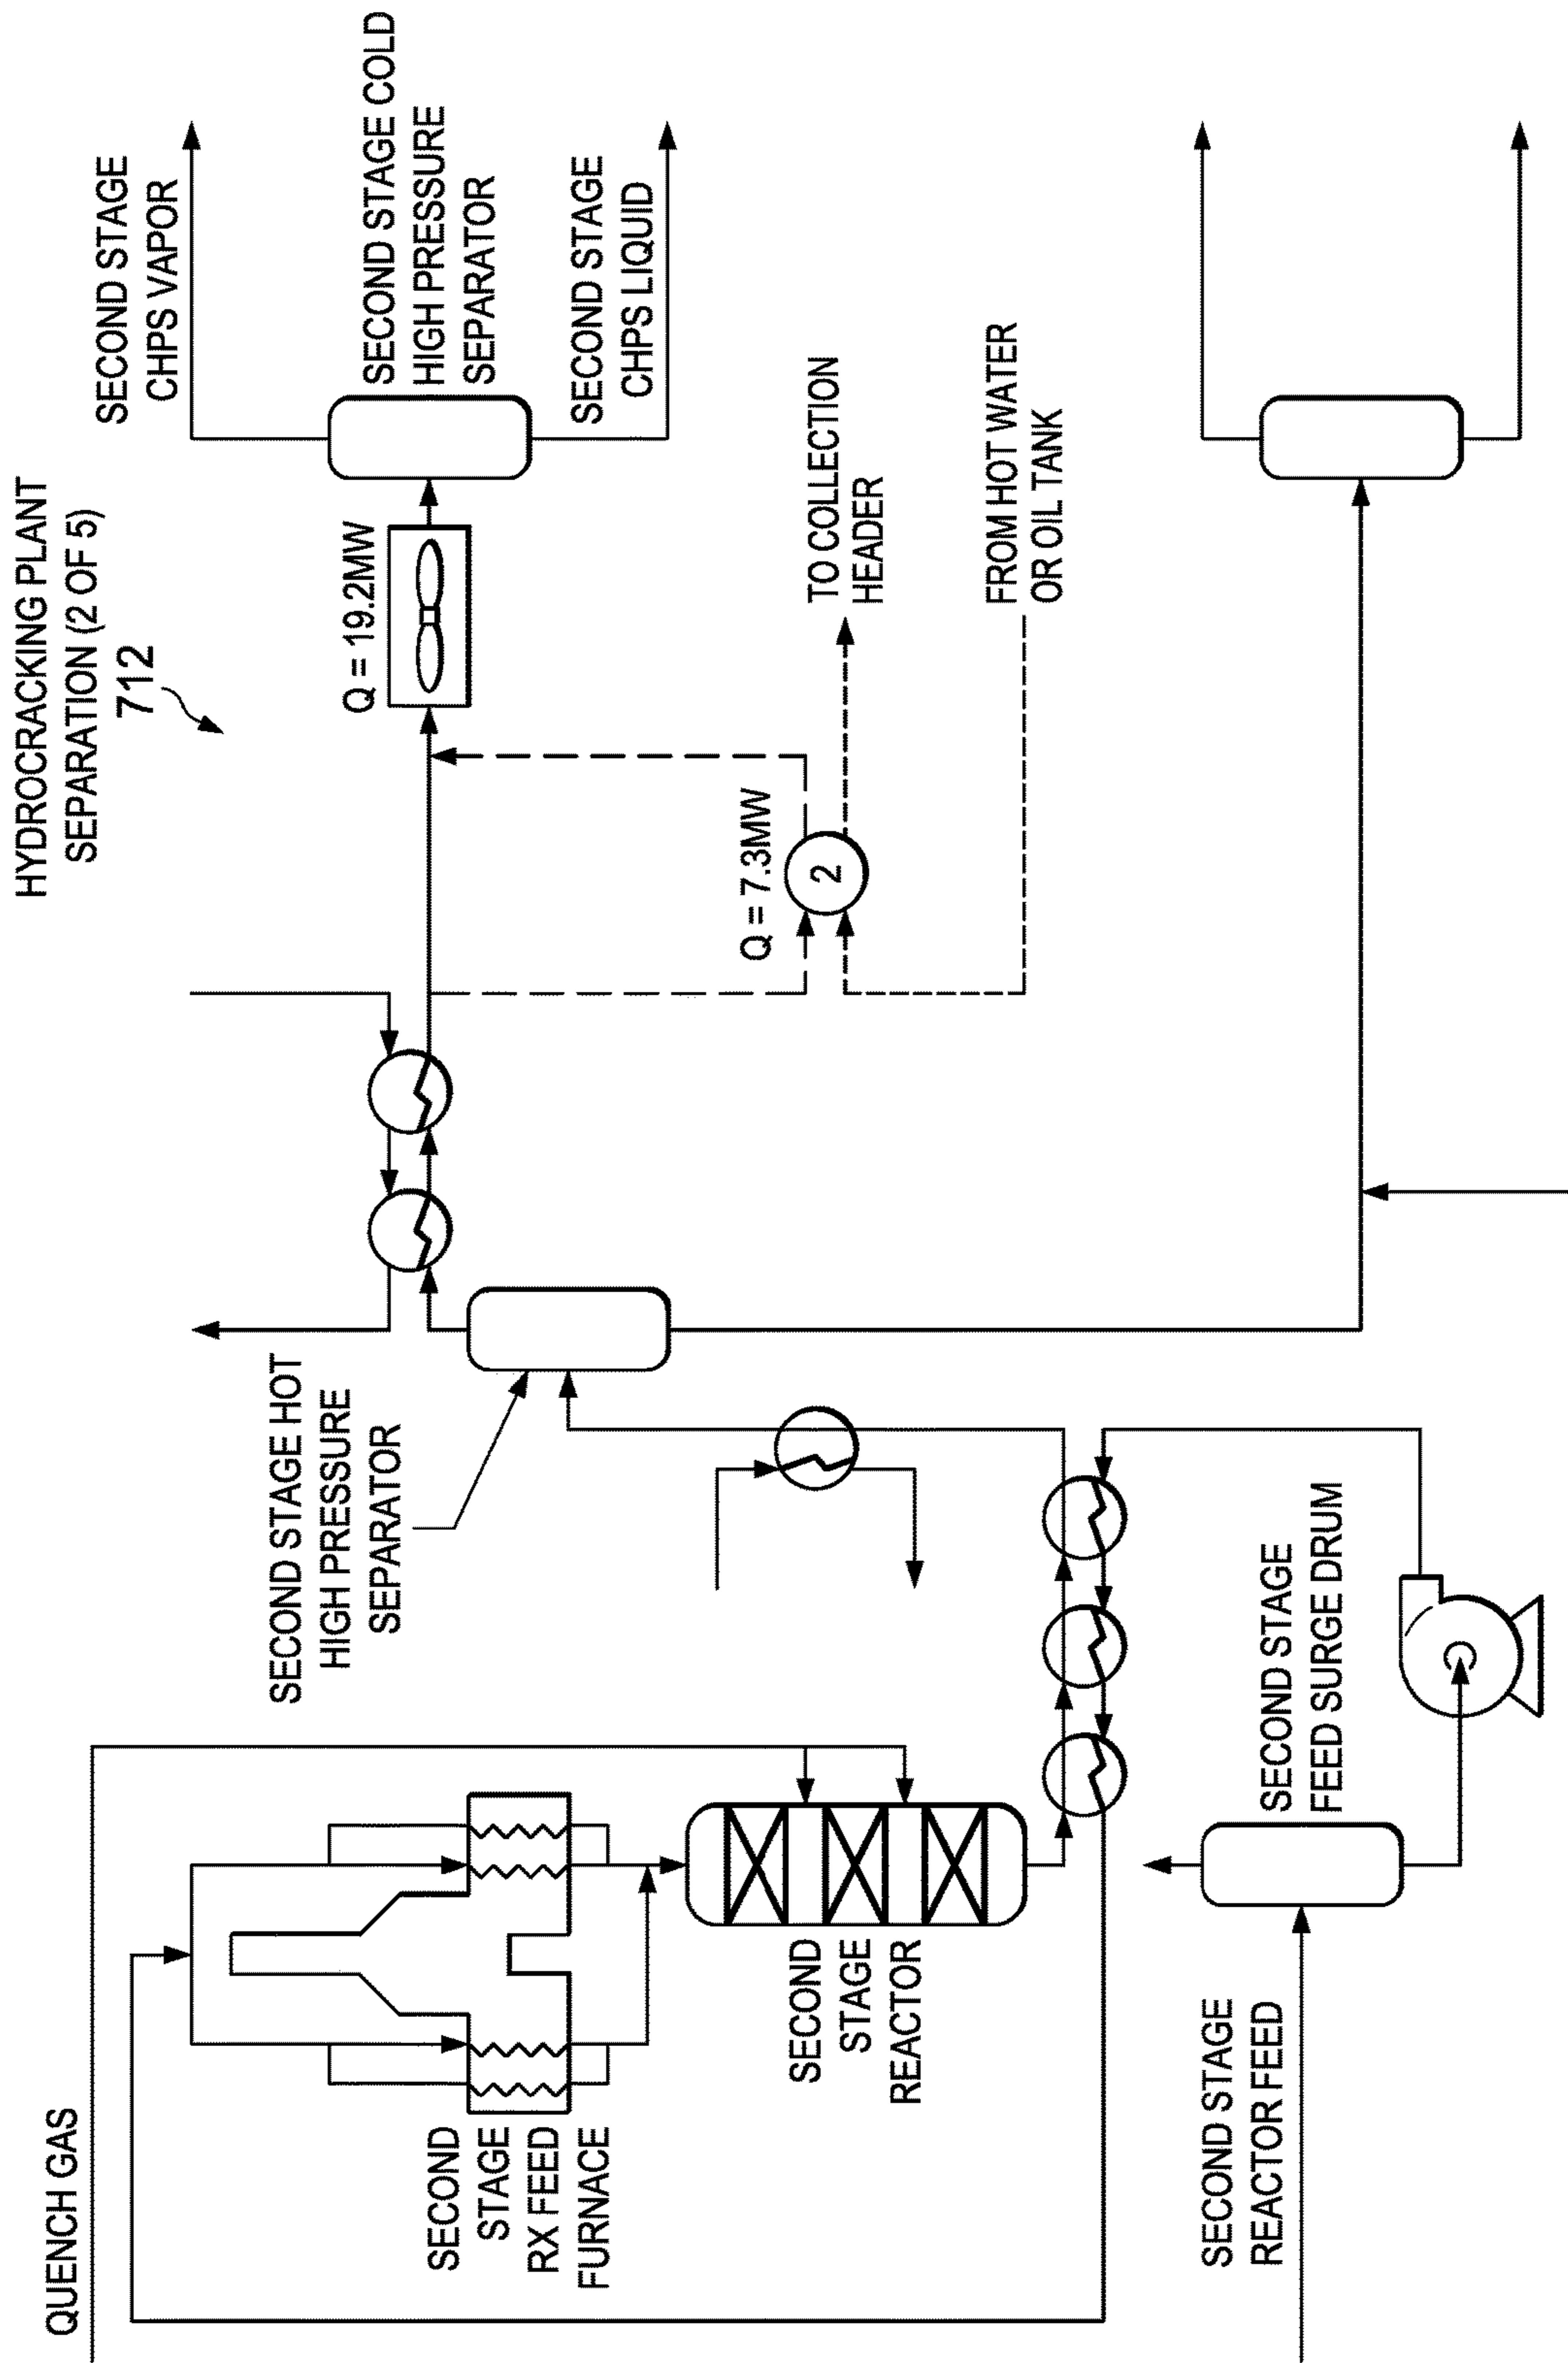 HYDROCRACKING PLANT
SEPARATION (2 OF 5)
712
QUENCH GAS
SECOND
STAGE
RX FEED
FURNACE
SECOND
STAGE
REACTOR
SECOND STAGE
REACTOR FEED
SECOND STAGE
FEED SURGE DRUM
SECOND STAGE HOT
HIGH PRESSURE
SEPARATOR
Q = 7.3MW
2
Q = 19.2MW
TO COLLECTION
HEADER
FROM HOT WATER
OR OIL TANK
SECOND STAGE
CHPS VAPOR
SECOND STAGE COLD
HIGH PRESSURE
SEPARATOR
SECOND STAGE
CHPS LIQUID